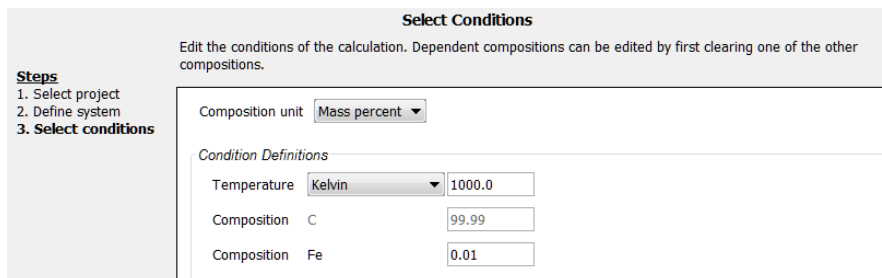 Select Conditions
Edit the conditions of the calculation. Dependent compositions can be edited by first clearing one of the other
compositions.
Steps
1. Select project
2. Define system
3. Select conditions
Composition unit Mass percent
Condition Definitions
Temperature Kelvin 1000.0
Composition C 99.99
Composition Fe 0.01